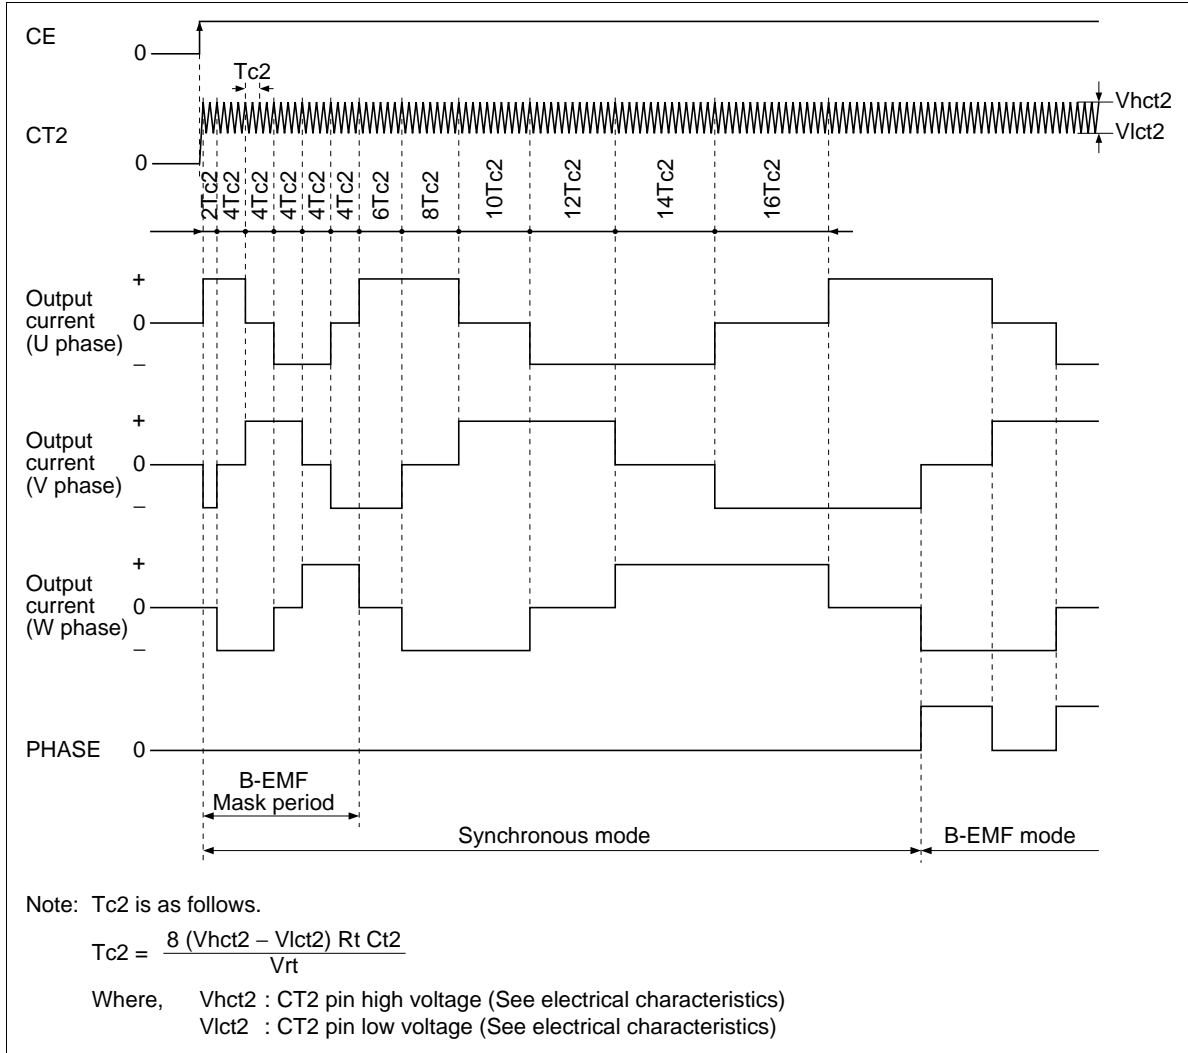 CE
0
Tc2
CT2
Vhct2
Vlct2
0
2Tc2
4Tc2
4Tc2
4Tc2
4Tc2
4Tc2
6Tc2
8Tc2
10Tc2
12Tc2
14Tc2
16Tc2
+
Output
current
(U phase)
0
−
+
Output
current
(V phase)
0
−
+
Output
current
(W phase)
0
−
PHASE 0
B-EMF
Mask period
Synchronous mode
B-EMF mode
Note: Tc2 is as follows.
Tc2 = 8 (Vhct2 − Vlct2) Rt Ct2
Vrt
Where, Vhct2 : CT2 pin high voltage (See electrical characteristics)
Vlct2 : CT2 pin low voltage (See electrical characteristics)